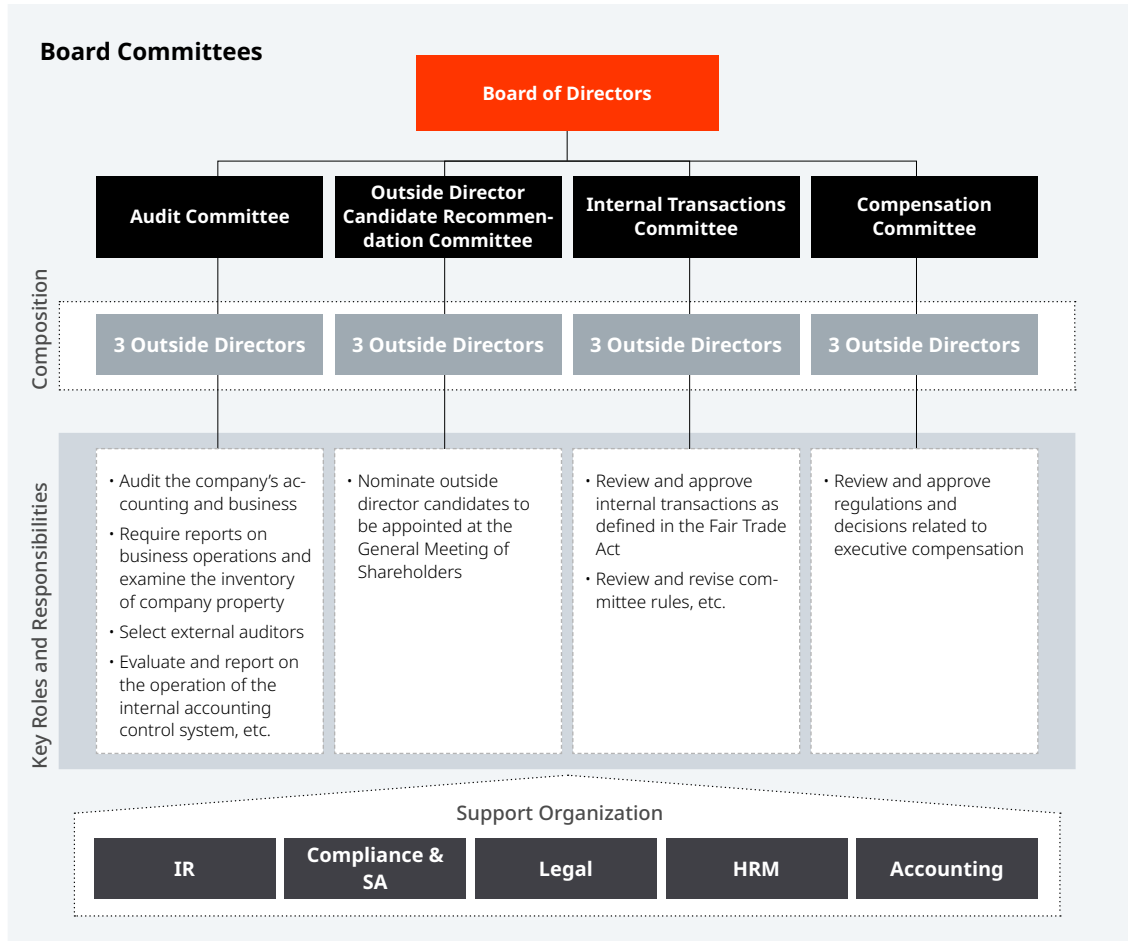 Board Committees
Board of Directors
Audit Committee
Outside Director
Candidate Recommen-
dation Committee
Internal Transactions
Committee
Compensation
Committee
Composition
3 Outside Directors
3 Outside Directors
3 Outside Directors
3 Outside Directors
Key Roles and Responsibilities
• Audit the company's ac-
counting and business
• Require reports on
business operations and
examine the inventory
of company property
• Select external auditors
• Evaluate and report on
the operation of the
internal accounting
control system, etc.
• Nominate outside
director candidates to
be appointed at the
General Meeting of
Shareholders
• Review and approve
internal transactions as
defined in the Fair Trade
Act
• Review and revise com-
mittee rules, etc.
• Review and approve
regulations and
decisions related to
executive compensation
Support Organization
IR
Compliance &
SA
Legal
HRM
Accounting